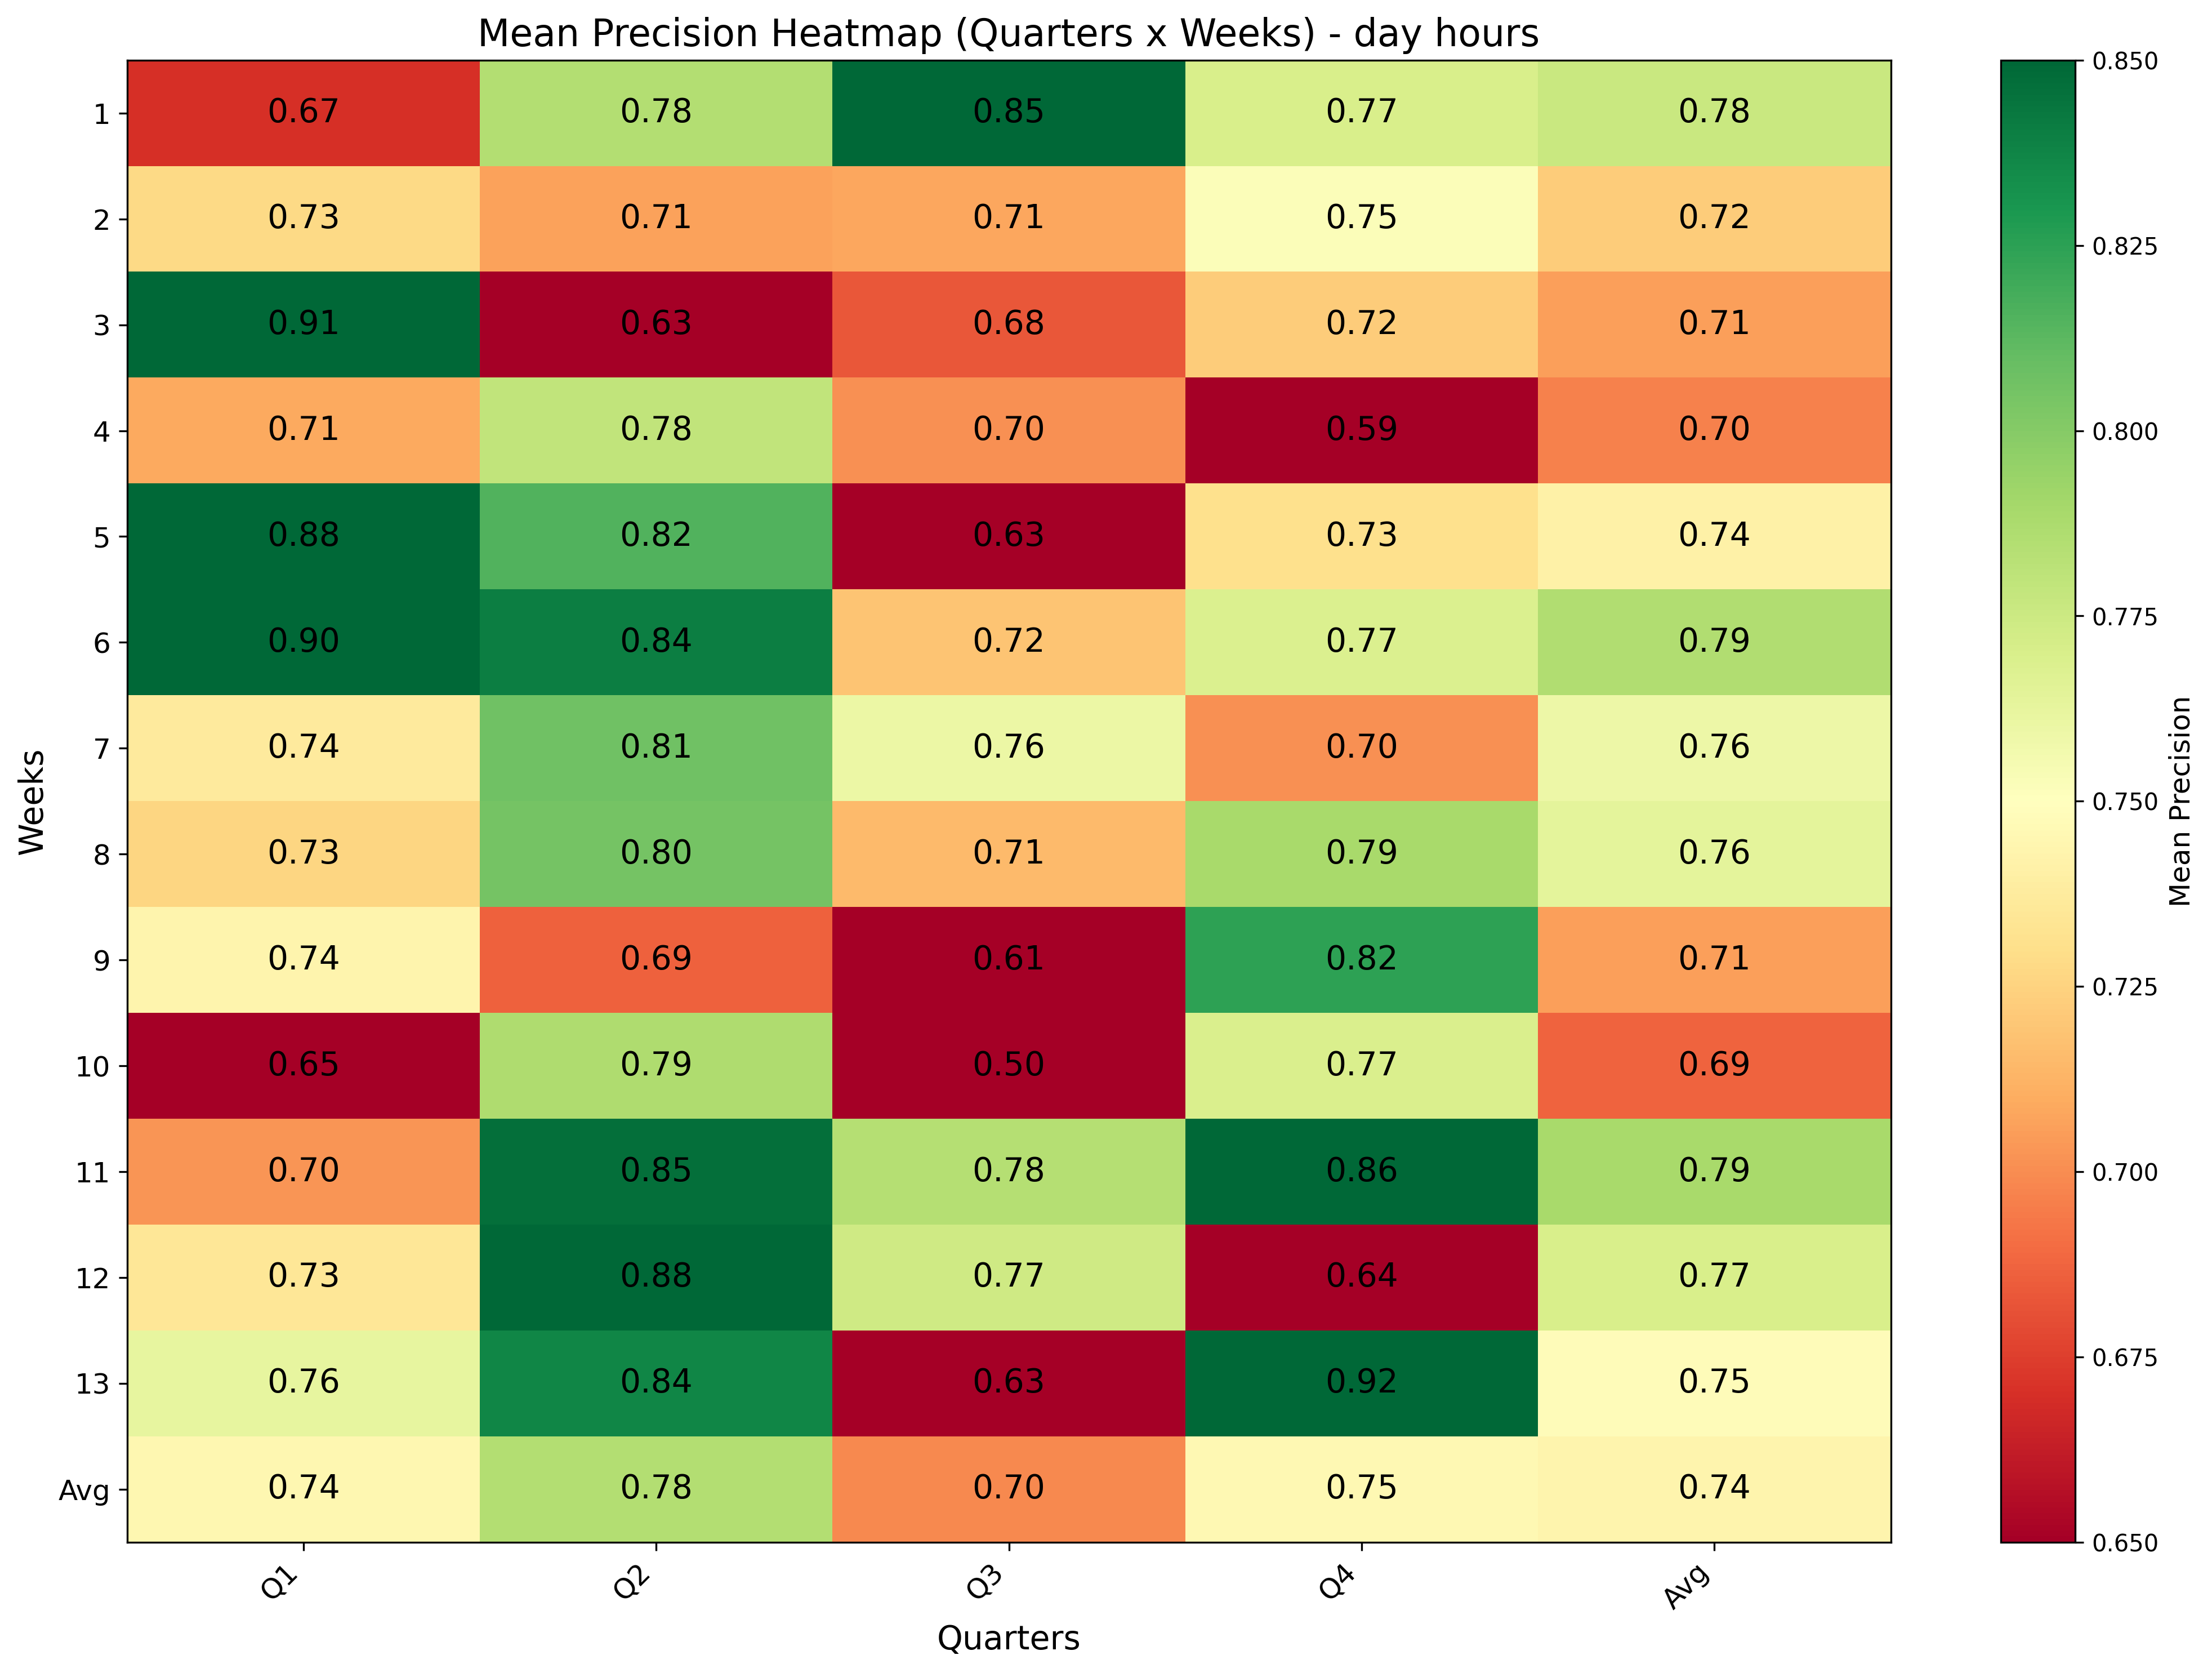 Mean Precision Heatmap (Quarters x Weeks) - day hours
1 0.67 0.78 0.85 0.77 0.78
2 0.73 0.71 0.71 0.75 0.72
3 0.91 0.63 0.68 0.72 0.71
4 0.71 0.78 0.70 0.59 0.70
5 0.88 0.82 0.63 0.73 0.74
6 0.90 0.84 0.72 0.77 0.79
7 0.74 0.81 0.76 0.70 0.76
8 0.73 0.80 0.71 0.79 0.76
9 0.74 0.69 0.61 0.82 0.71
10 0.65 0.79 0.50 0.77 0.69
11 0.70 0.85 0.78 0.86 0.79
12 0.73 0.88 0.77 0.64 0.77
13 0.76 0.84 0.63 0.92 0.75
Avg 0.74 0.78 0.70 0.75 0.74
Q1 Q2 Q3 Q4 Avg
Quarters
Weeks
0.850
0.825
0.800
0.775
0.750
0.725
0.700
0.675
0.650
Mean Precision